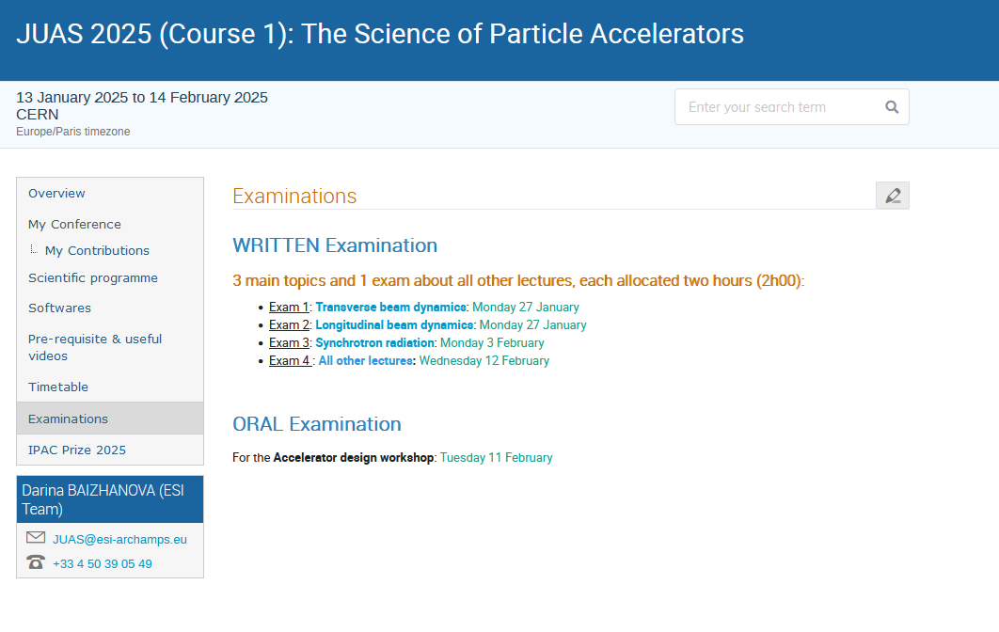 JUAS 2025 (Course 1): The Science of Particle Accelerators
13 January 2025 to 14 February 2025
CERN
Europe/Paris timezone
Enter your search term
Overview
My Conference
My Contributions
Scientific programme
Softwares
Pre-requisite & useful
videos
Timetable
Examinations
IPAC Prize 2025
Darina BAIZHANOVA (ESI
Team)
JUAS@esi-archamps.eu
+33 4 50 39 05 49
Examinations
WRITTEN Examination
3 main topics and 1 exam about all other lectures, each allocated two hours (2h00):
• Exam 1: Transverse beam dynamics: Monday 27 January
• Exam 2: Longitudinal beam dynamics: Monday 27 January
• Exam 3: Synchrotron radiation: Monday 3 February
• Exam 4 : All other lectures: Wednesday 12 February
ORAL Examination
For the Accelerator design workshop: Tuesday 11 February